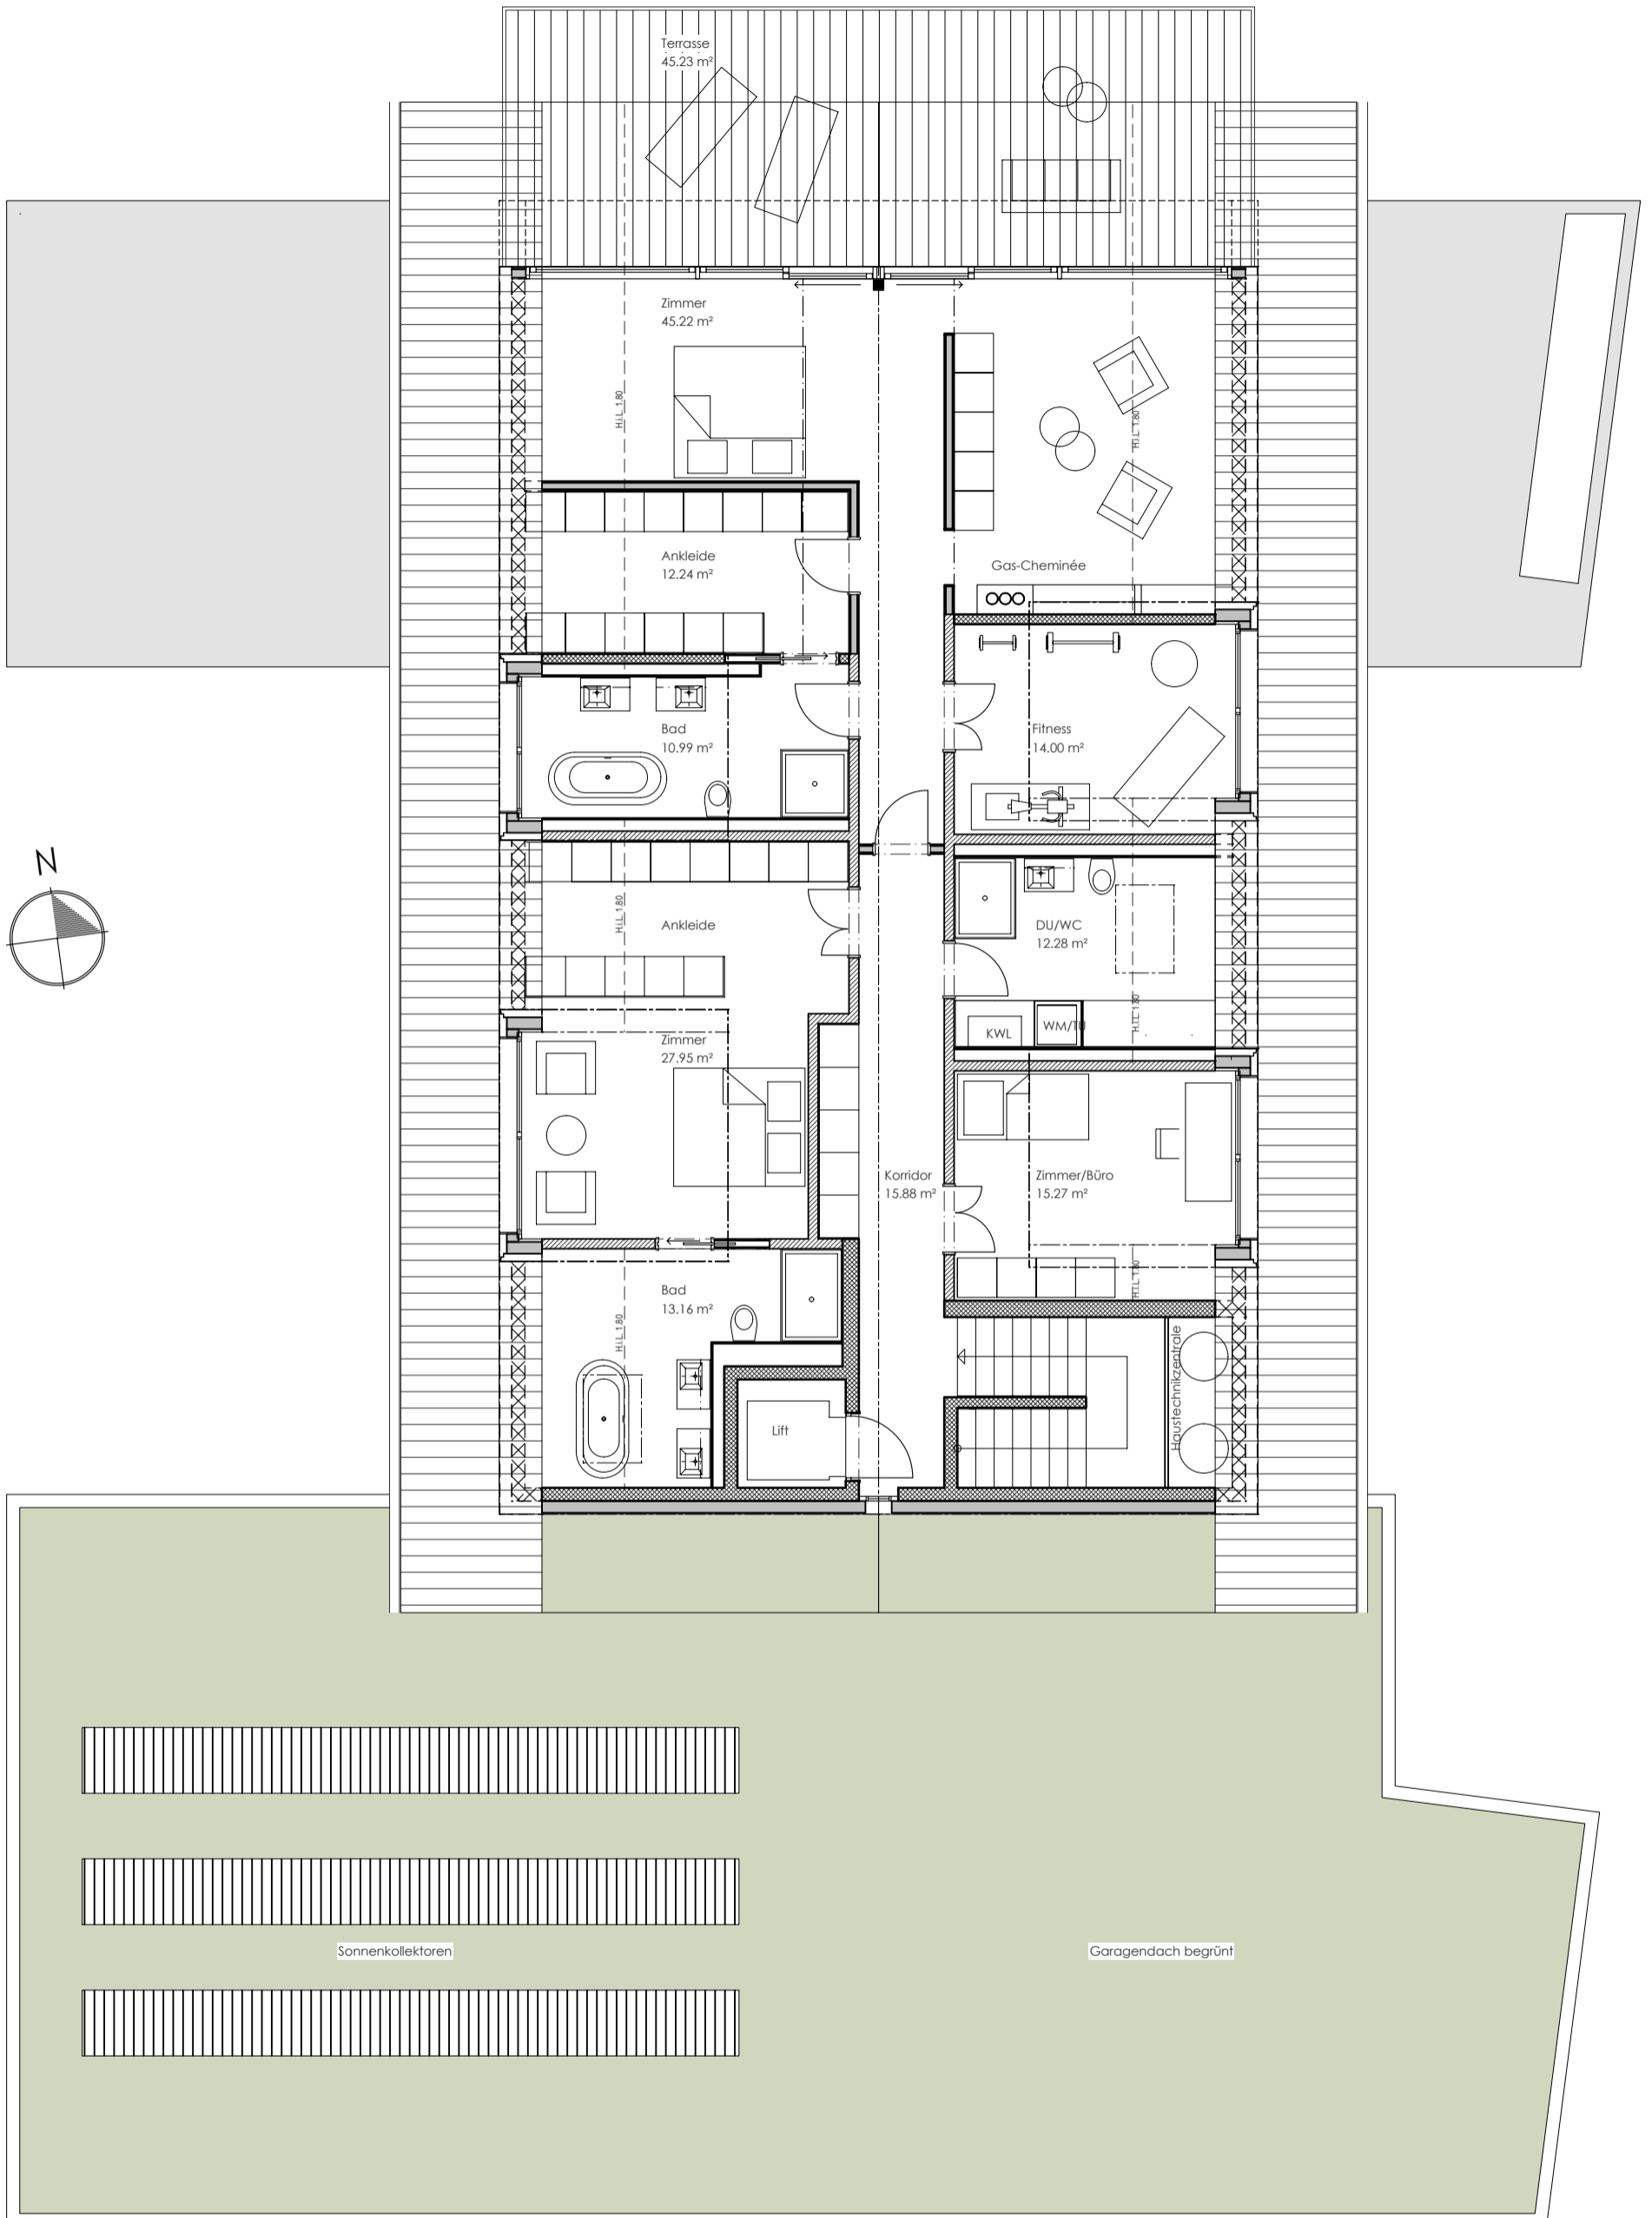 Terrasse
45.23 m²
Zimmer
45.22 m²
H.i.L. 1.80
H.i.L. 1.80
Ankleide
12.24 m²
Gas-Cheminée
Bad
10.99 m²
Fitness
14.00 m²
N
H.i.L. 1.80
Ankleide
DU/WC
12.28 m²
H.i.L. 1.80
KWL
WM/TU
Zimmer
27.95 m²
Korridor
15.88 m²
Zimmer/Büro
15.27 m²
H.i.L. 1.80
Bad
13.16 m²
H.i.L. 1.80
Haustechnikzentrale
Lift
Sonnenkollektoren
Garagendach begrünt